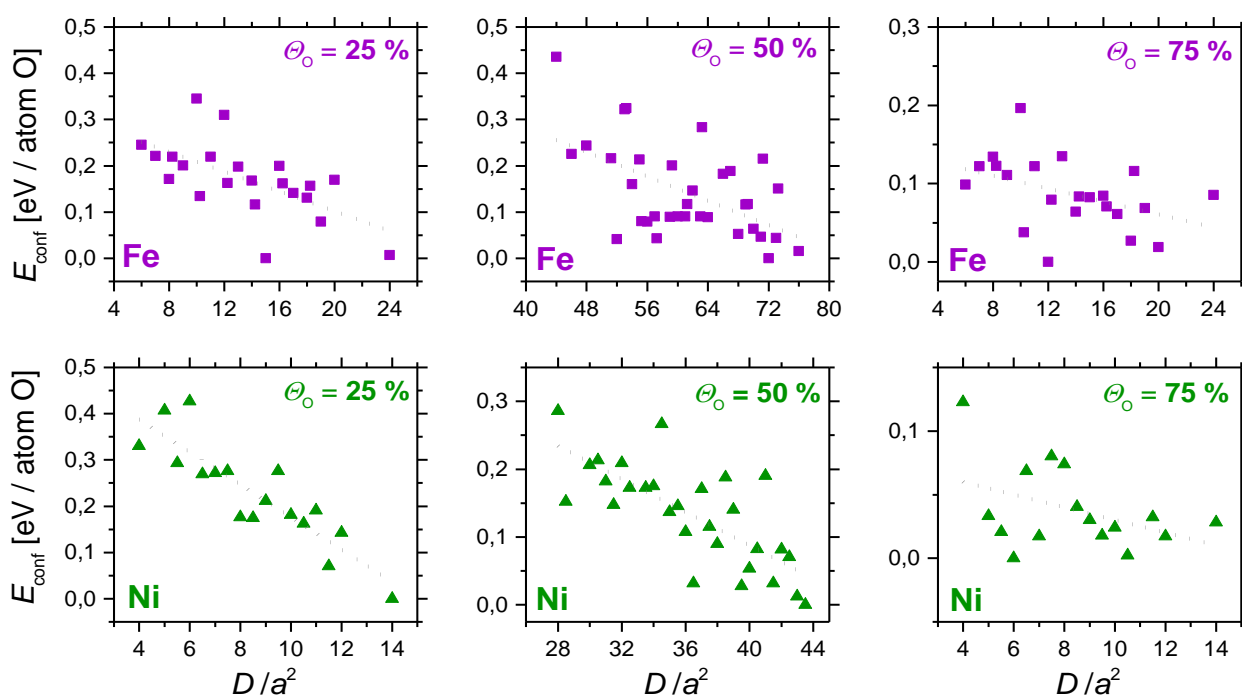 E_conf [eV / atom O]
0,5
0,4
0,3
0,2
0,1
0,0
Θ_O = 25 %
Fe
4 8 12 16 20 24
0,5
0,4
0,3
0,2
0,1
0,0
Θ_O = 50 %
Fe
40 48 56 64 72 80
0,3
0,2
0,1
0,0
Θ_O = 75 %
Fe
4 8 12 16 20 24
E_conf [eV / atom O]
0,5
0,4
0,3
0,2
0,1
0,0
Θ_O = 25 %
Ni
4 6 8 10 12 14
D/a²
0,3
0,2
0,1
0,0
Θ_O = 50 %
Ni
28 32 36 40 44
D/a²
0,1
0,0
Θ_O = 75 %
Ni
4 6 8 10 12 14
D/a²